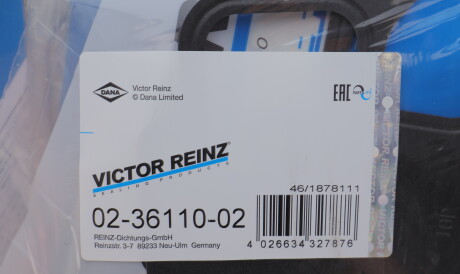 DANA
Victor Reinz
© Dana Limited
EAC
VICTOR REINZ®
SEALING PRODUCTS
46/1878111
02-36110-02
REINZ-Dichtungs-GmbH
Reinzstr. 3-7 89233 Neu-Ulm Germany
4 026634 327876
TOP